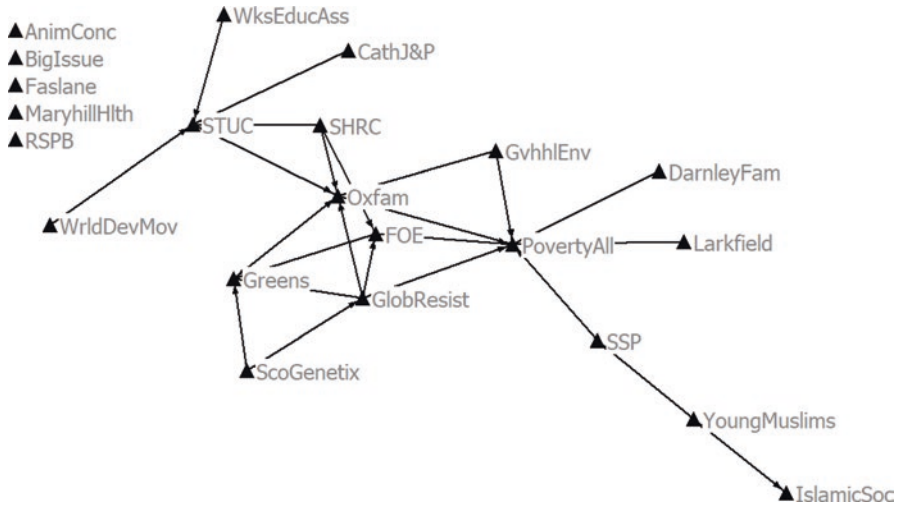 WksEducAss
AnimConc
CathJ&P
BigIssue
Faslane
MaryhillHlth
STUC
SHRC
RSPB
GvhhlEnv
DarnleyFam
Oxfam
WrldDevMov
FOE
PovertyAll
Larkfield
Greens
GlobResist
SSP
ScoGenetix
YoungMuslims
IslamicSoc